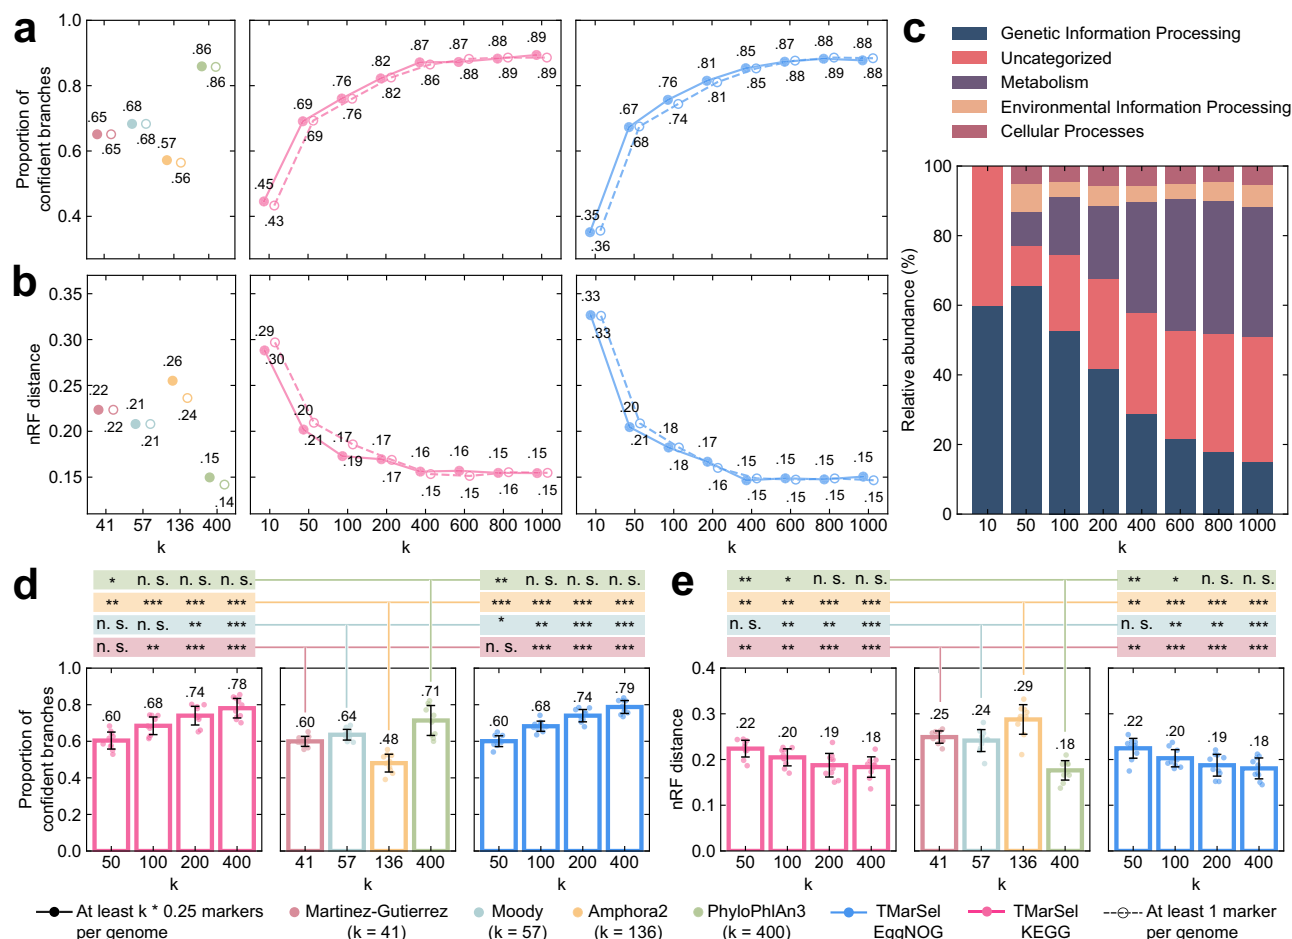 a
Proportion of
confident branches
1.0
0.8
0.6
0.4
.65
.65
.68
.68
.57
.56
.86
.86
.45
.43
.69
.69
.76
.76
.82
.82
.87
.86
.87
.88
.88
.89
.89
.89
.35
.36
.67
.68
.76
.74
.81
.81
.85
.85
.87
.88
.88
.89
.88
.88
b
nRF distance
0.35
0.30
0.25
0.20
0.15
.22
.22
.21
.21
.26
.24
.15
.14
.29
.30
.20
.21
.17
.19
.17
.17
.16
.15
.16
.15
.15
.16
.15
.15
.33
.33
.20
.21
.18
.18
.17
.16
.15
.15
.15
.15
.15
.15
.15
.15
41 57 136 400
k
10 50 100 200 400 600 800 1000
k
10 50 100 200 400 600 800 1000
k
c
Genetic Information Processing
Uncategorized
Metabolism
Environmental Information Processing
Cellular Processes
Relative abundance (%)
100
80
60
40
20
0
10 50 100 200 400 600 800 1000
k
d
* n. s. n. s. n. s.
** *** *** ***
n. s. n. s. ** ***
n. s. ** *** ***
** n. s. n. s. n. s.
*** *** *** ***
* ** *** ***
n. s. *** *** ***
Proportion of
confident branches
1.0
0.8
0.6
0.4
0.2
0.0
.60 .68 .74 .78
.60 .64 .48 .71
.60 .68 .74 .79
50 100 200 400
k
41 57 136 400
k
50 100 200 400
k
e
** * n. s. n. s.
** ** *** ***
n. s. ** ** ***
** ** *** ***
** * n. s. n. s.
** *** *** ***
n. s. ** *** ***
** *** *** ***
nRF distance
0.4
0.3
0.2
0.1
0.0
.22 .20 .19 .18
.25 .24 .29 .18
.22 .20 .19 .18
50 100 200 400
k
41 57 136 400
k
50 100 200 400
k
At least k * 0.25 markers
per genome
Martinez-Gutierrez
(k = 41)
Moody
(k = 57)
Amphora2
(k = 136)
PhyloPhlAn3
(k = 400)
TMarSel
EggNOG
TMarSel
KEGG
At least 1 marker
per genome